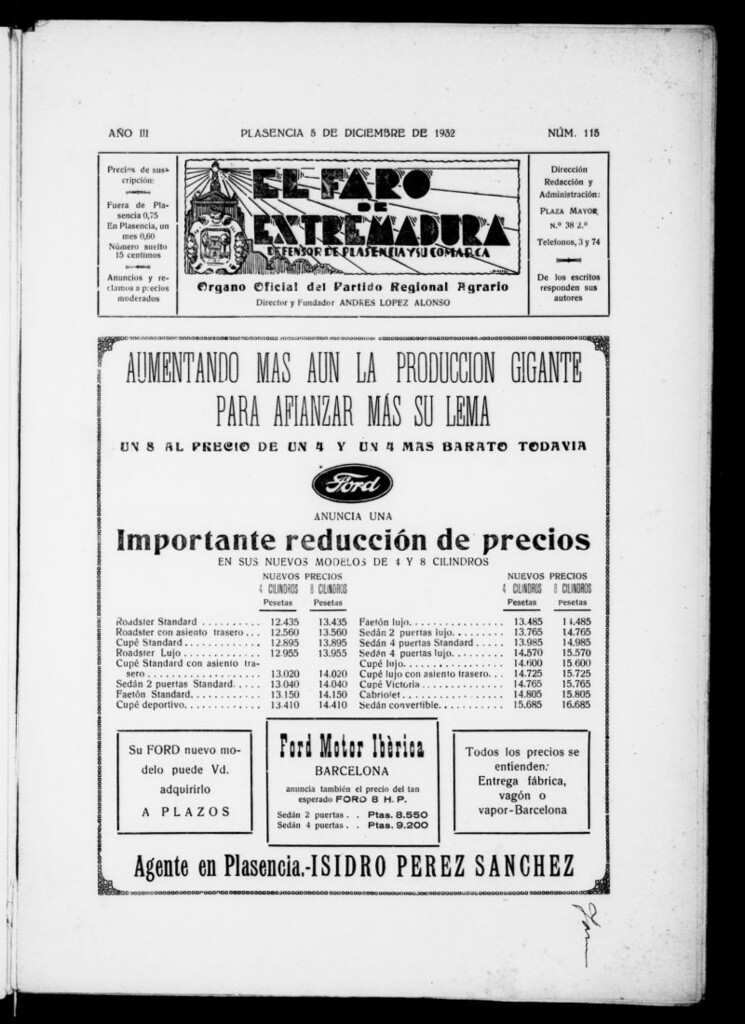 AÑO III PLASENCIA 5 DE DICIEMBRE DE 1932 NÚM. 115
Precios de sus-
cripción:
Fuera de Pla-
sencia 0,75
En Plasencia, un
mes 0,60
Número suelto
15 centimos
Anuncios y re-
clamos a precios
moderados
EL FARO
DE
EXTREMADURA
DEFENSOR DE PLASENCIA Y SU COMARCA
Organo Oficial del Partido Regional Agrario
Director y Fundador ANDRES LOPEZ ALONSO
Dirección
Redacción y
Administración:
PLAZA MAYOR,
N.º 38 2.º
Telefonos, 3 y 74
De los escritos
responden sus
autores
AUMENTANDO MAS AUN LA PRODUCCION GIGANTE
PARA AFIANZAR MÁS SU LEMA
UN 8 AL PRECIO DE UN 4 Y UN 4 MAS BARATO TODAVIA
Ford
ANUNCIA UNA
Importante reducción de precios
EN SUS NUEVOS MODELOS DE 4 Y 8 CILINDROS
NUEVOS PRECIOS
4 CILINDROS 8 CILINDROS
Pesetas Pesetas
Roadster Standard . . . . . . . . . . 12.435 13.435
Roadster con asiento trasero . . . 12.560 13.560
Cupé Standard . . . . . . . . . . . . . 12.895 13.895
Roadster Lujo . . . . . . . . . . . . . 12.955 13.955
Cupé Standard con asiento tra-
sero . . . . . . . . . . . . . . . . . . 13.020 14.020
Sedán 2 puertas Standard. . . . . 13.040 14.040
Faetón Standard. . . . . . . . . . . . 13.150 14.150
Cupé deportivo. . . . . . . . . . . . . 13.410 14.410
NUEVOS PRECIOS
4 CILINDROS 8 CILINDROS
Pesetas Pesetas
Faetón lujo. . . . . . . . . . . . . . . . 13.485 14.485
Sedán 2 puertas lujo. . . . . . . . . 13.765 14.765
Sedán 4 puertas Standard . . . . . 13.985 14.985
Sedán 4 puertas lujo. . . . . . . . . 14.570 15.570
Cupé lujo. . . . . . . . . . . . . . . . . 14.600 15.600
Cupé lujo con asiento trasero. . . 14.725 15.725
Cupé Victoria . . . . . . . . . . . . . . 14.765 15.765
Cabriolet . . . . . . . . . . . . . . . . . 14.805 15.805
Sedán convertible. . . . . . . . . . . 15.685 16.685
Su FORD nuevo mo-
delo puede Vd.
adquirirlo
A PLAZOS
Ford Motor Ibèrica
BARCELONA
anuncia también el precio del tan
esperado FORO 8 H. P.
Sedán 2 puertas. . . Ptas. 8.550
Sedán 4 puertas. . . Ptas. 9.200
Todos los precios se
entienden:
Entrega fábrica,
vagón o
vapor-Barcelona
Agente en Plasencia.-ISIDRO PEREZ SANCHEZ